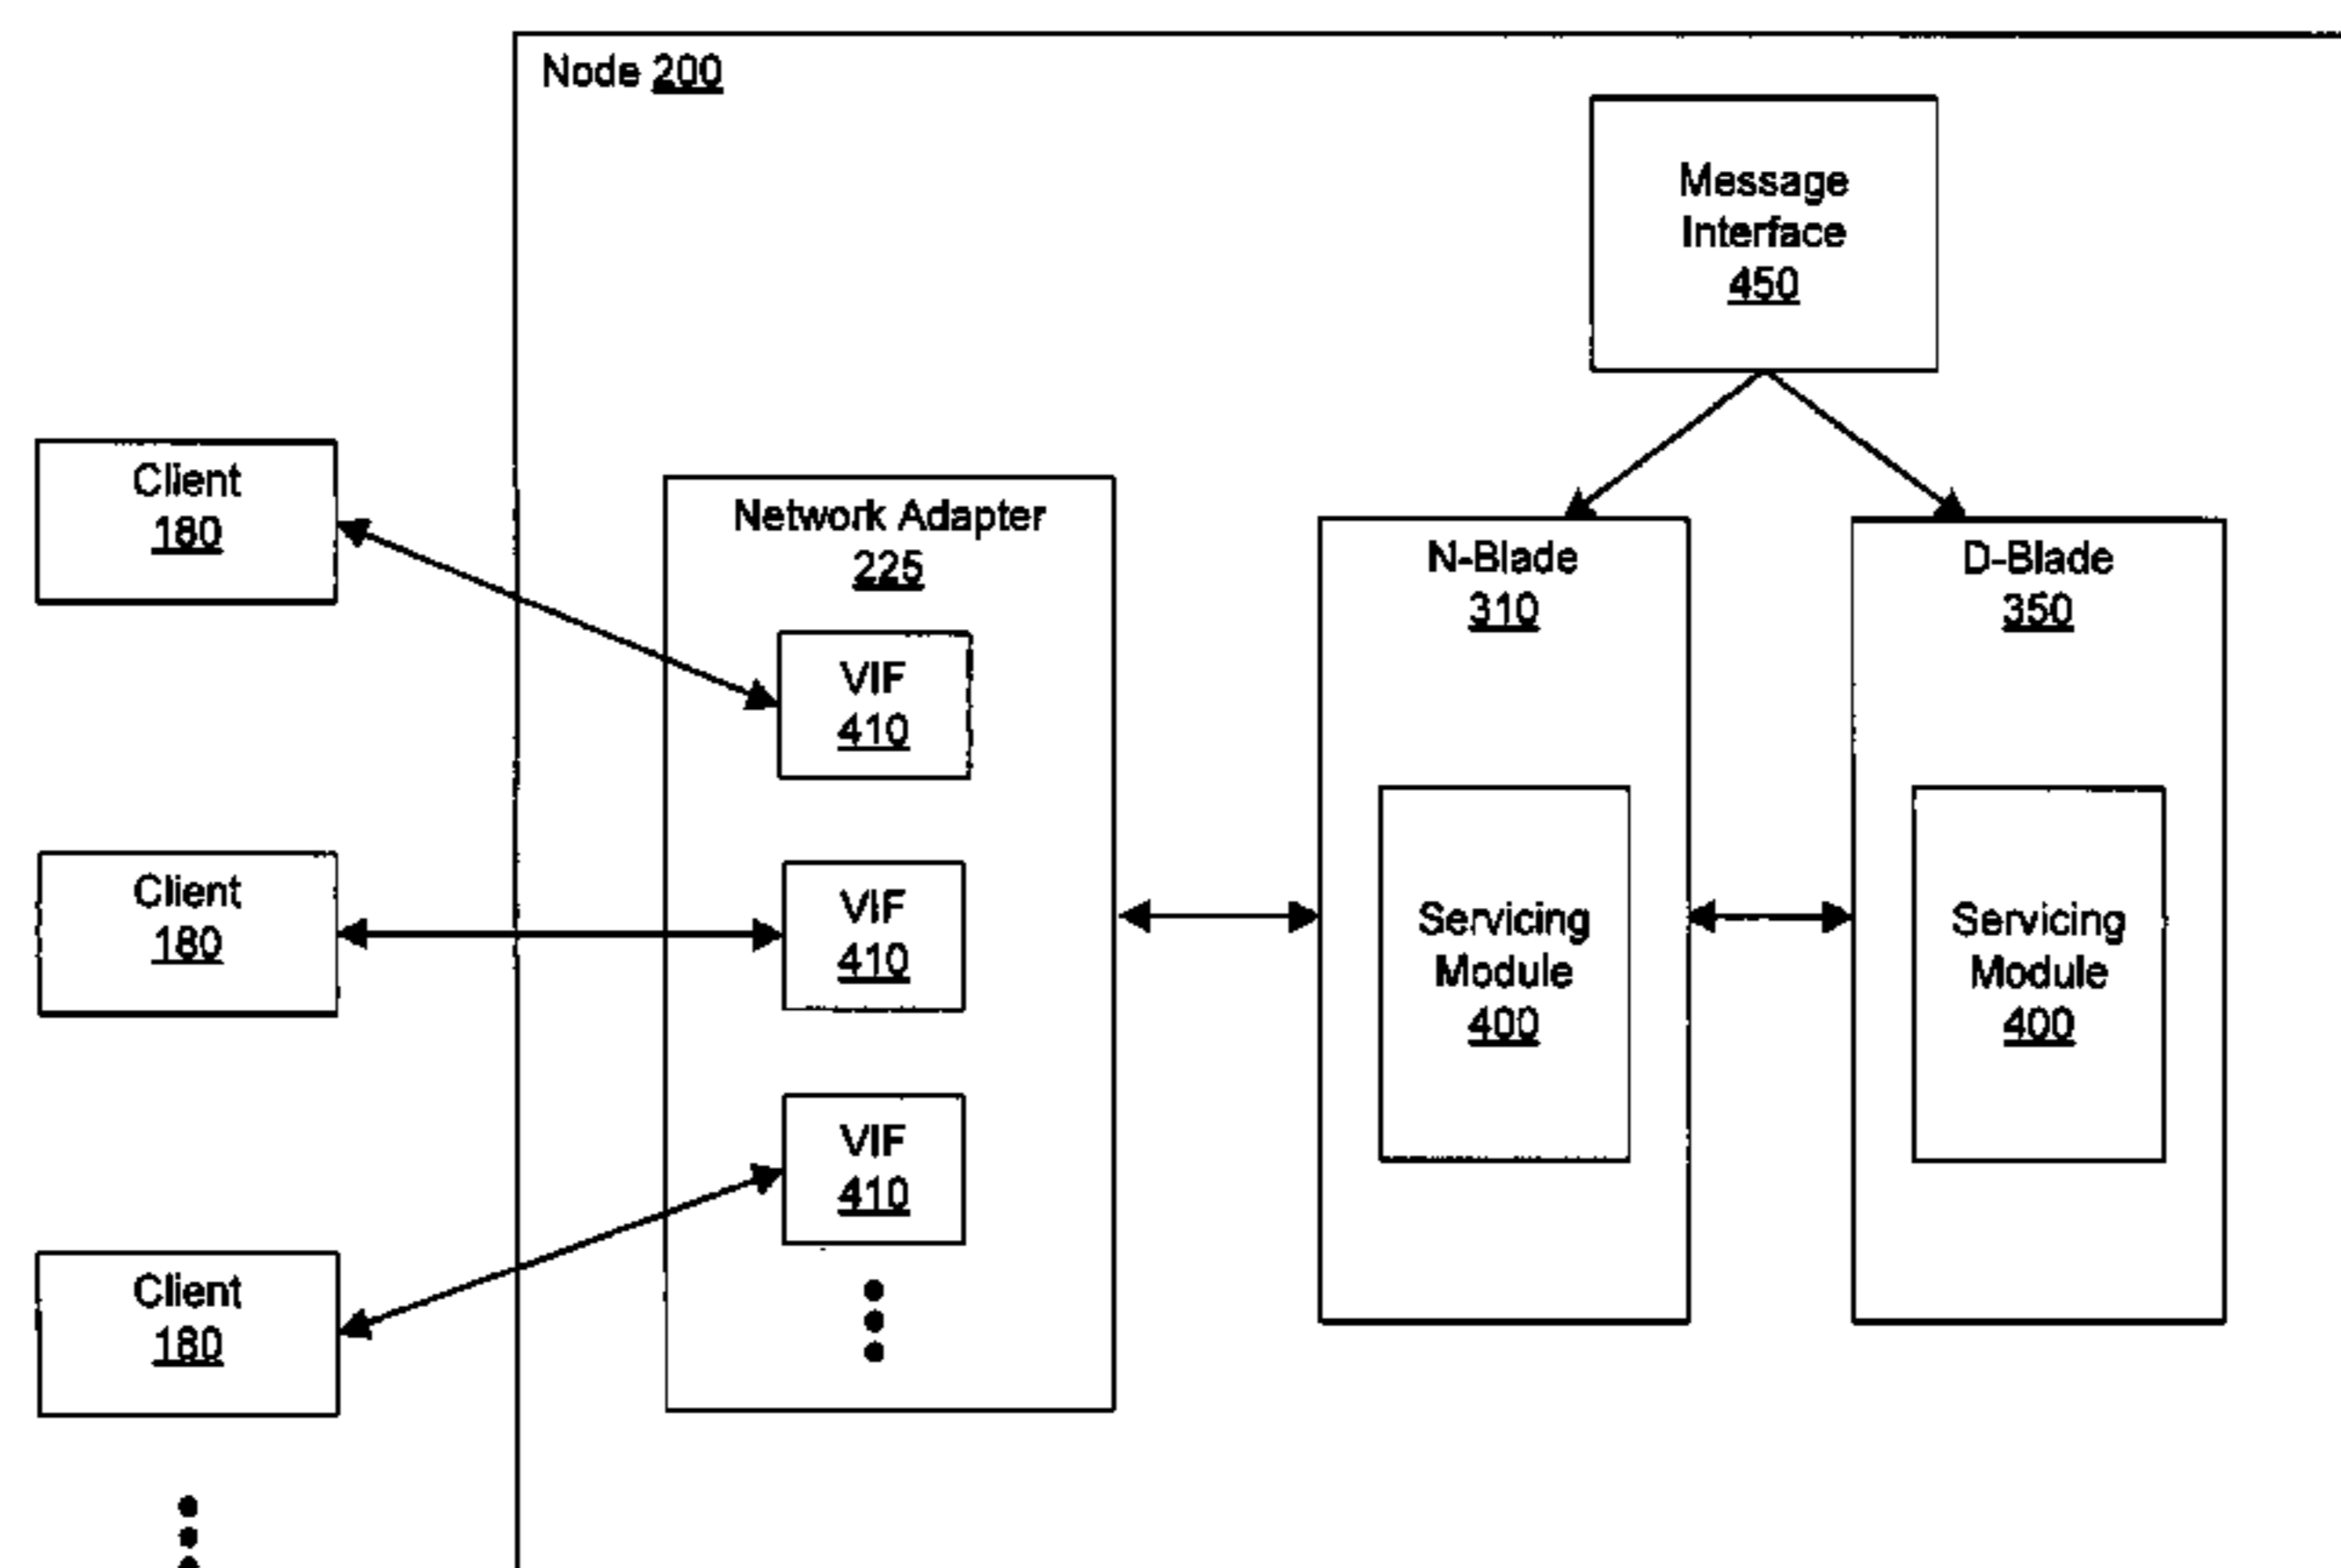 Node 200
Message
Interface
450
Client
180
Network Adapter
225
N-Blade
310
D-Blade
350
VIF
410
Client
180
VIF
410
Servicing
Module
400
Servicing
Module
400
VIF
410
Client
180